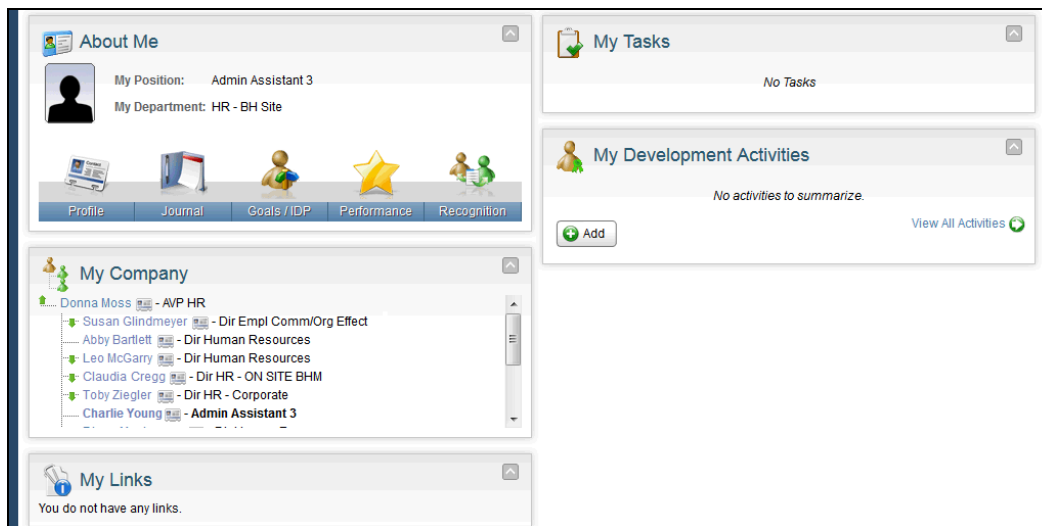 About Me
My Position: Admin Assistant 3
My Department: HR - BH Site
Profile Journal Goals / IDP Performance Recognition
My Company
Donna Moss - AVP HR
Susan Glindmeyer - Dir Empl Comm/Org Effect
Abby Bartlett - Dir Human Resources
Leo McGarry - Dir Human Resources
Claudia Cregg - Dir HR - ON SITE BHM
Toby Ziegler - Dir HR - Corporate
Charlie Young - Admin Assistant 3
My Links
You do not have any links.
My Tasks
No Tasks
My Development Activities
No activities to summarize.
Add
View All Activities